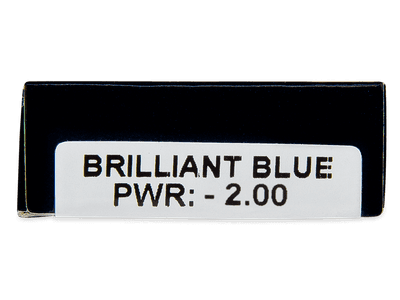 BRILLIANT BLUE
PWR: - 2.00